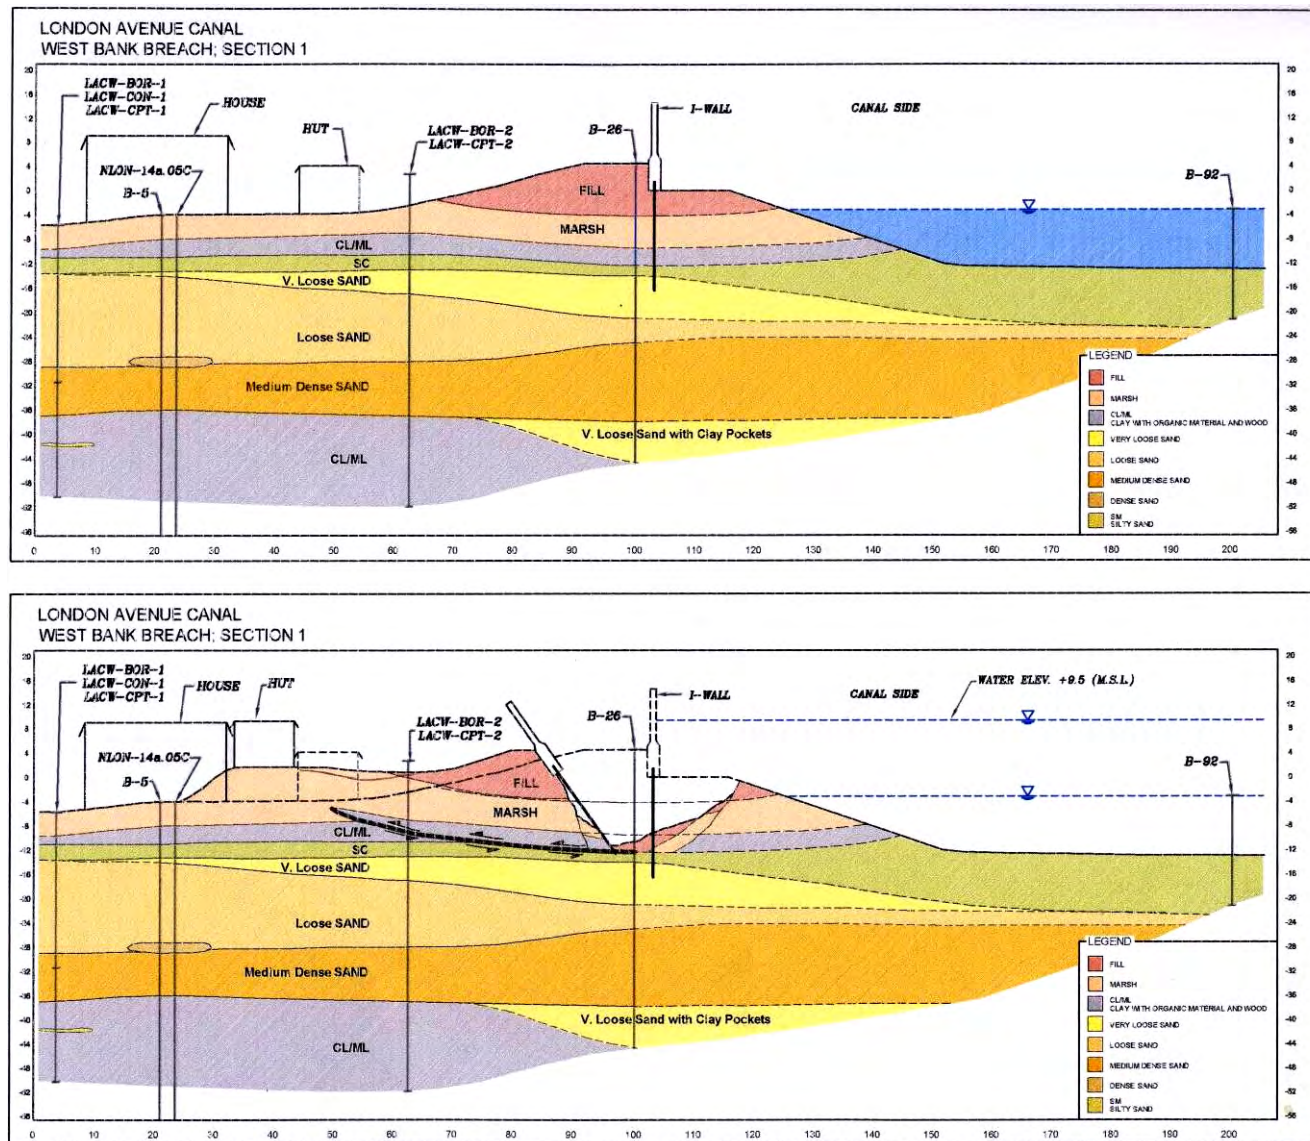 LONDON AVENUE CANAL
WEST BANK BREACH; SECTION 1
LACW-BOR-1
LACW-CON-1
LACW-CPT-1
HOUSE
HUT
LACW-BOR-2
LACW-CPT-2
B-26
I-WALL
CANAL SIDE
NLON-14a.05C
B-5
B-92
FILL
MARSH
CL/ML
SC
V. Loose SAND
Loose SAND
Medium Dense SAND
V. Loose Sand with Clay Pockets
CL/ML
LEGEND
FILL
MARSH
CL/ML
CLAY WITH ORGANIC MATERIAL AND WOOD
VERY LOOSE SAND
LOOSE SAND
MEDIUM DENSE SAND
DENSE SAND
SM
SILTY SAND
0 10 20 30 40 50 60 70 80 90 100 110 120 130 140 150 160 170 180 190 200
LONDON AVENUE CANAL
WEST BANK BREACH; SECTION 1
LACW-BOR-1
LACW-CON-1
LACW-CPT-1
HOUSE
HUT
LACW-BOR-2
LACW-CPT-2
B-26
I-WALL
CANAL SIDE
WATER ELEV. +9.5 (M.S.L.)
NLON-14a.05C
B-5
B-92
FILL
MARSH
CL/ML
SC
V. Loose SAND
Loose SAND
Medium Dense SAND
V. Loose Sand with Clay Pockets
CL/ML
LEGEND
FILL
MARSH
CL/ML
CLAY WITH ORGANIC MATERIAL AND WOOD
VERY LOOSE SAND
LOOSE SAND
MEDIUM DENSE SAND
DENSE SAND
SM
SILTY SAND
0 10 20 30 40 50 60 70 80 90 100 110 120 130 140 150 160 170 180 190 200